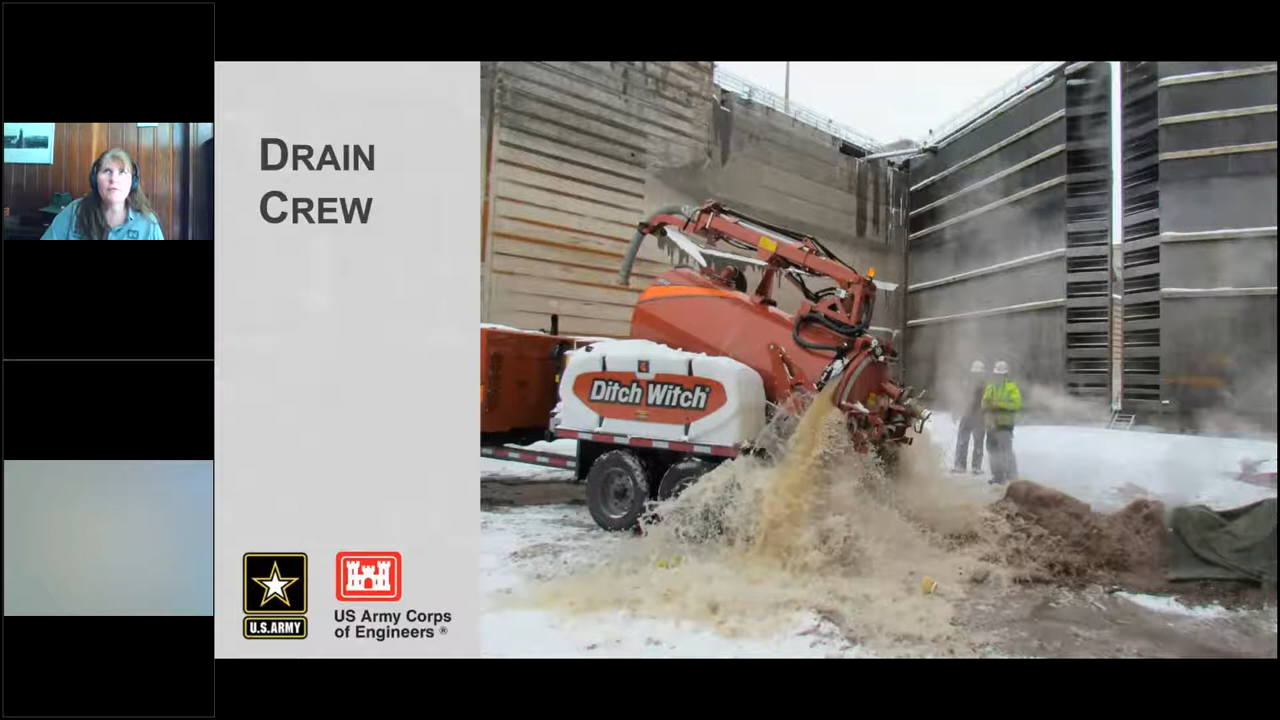 DRAIN
CREW
Ditch Witch
U.S.ARMY
US Army Corps
of Engineers ®